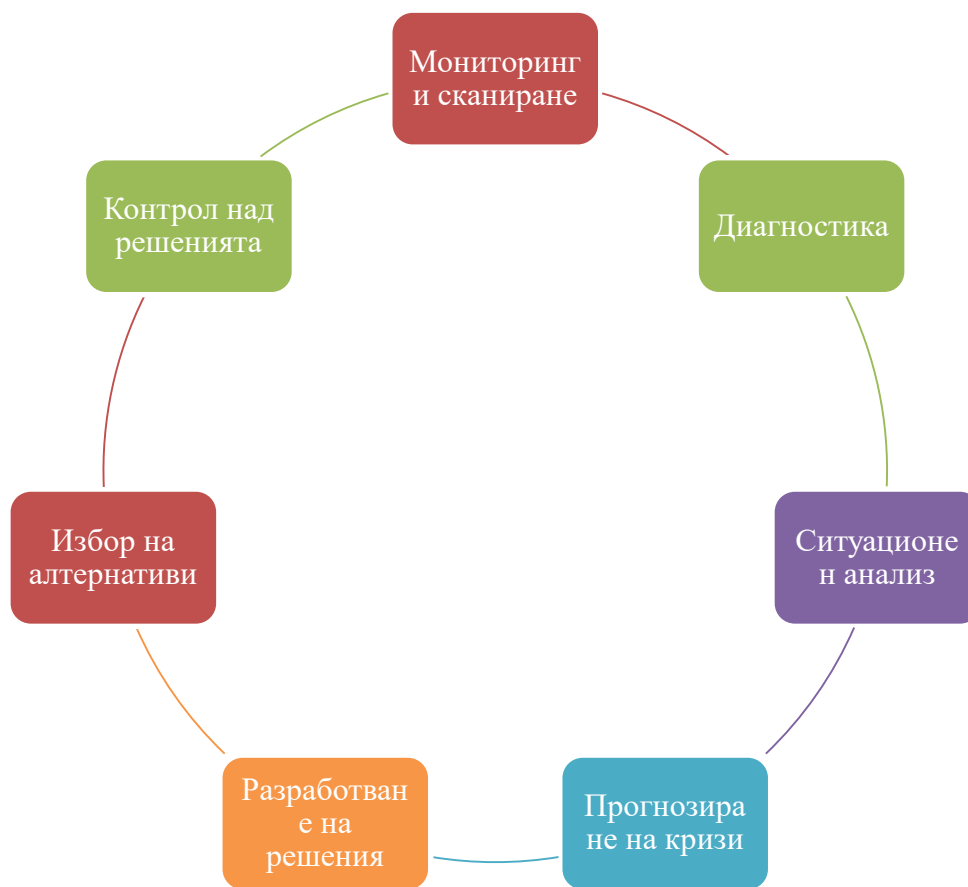 Мониторинг
и сканиране
Диагностика
Ситуационе
н анализ
Прогнозира
не на кризи
Разработван
е на
решения
Избор на
алтернативи
Контрол над
решенията